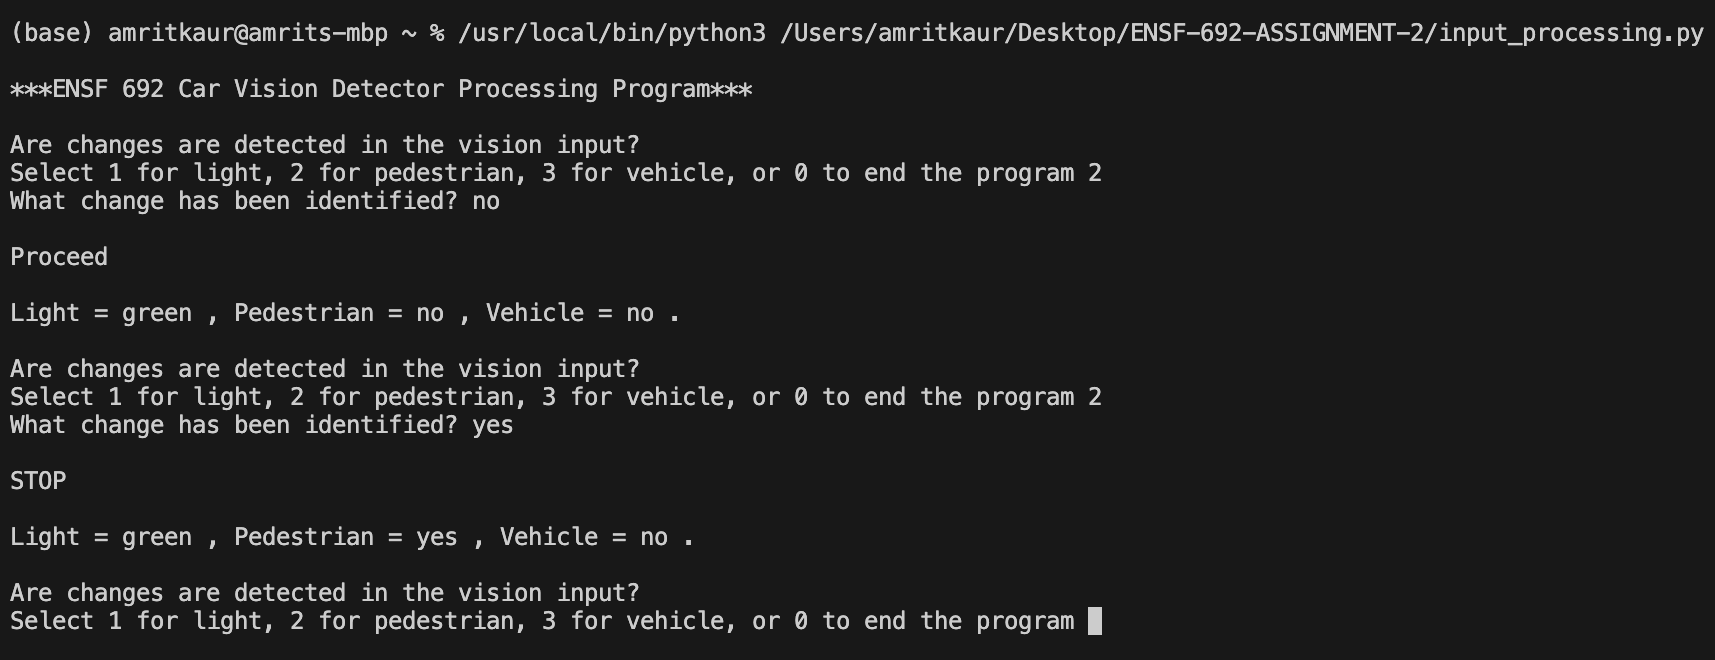 (base) amritkaur@amrits-mbp ~ % /usr/local/bin/python3 /Users/amritkaur/Desktop/ENSF-692-ASSIGNMENT-2/input_processing.py
***ENSF 692 Car Vision Detector Processing Program***
Are changes are detected in the vision input?
Select 1 for light, 2 for pedestrian, 3 for vehicle, or 0 to end the program 2
What change has been identified? no
Proceed
Light = green , Pedestrian = no , Vehicle = no .
Are changes are detected in the vision input?
Select 1 for light, 2 for pedestrian, 3 for vehicle, or 0 to end the program 2
What change has been identified? yes
STOP
Light = green , Pedestrian = yes , Vehicle = no .
Are changes are detected in the vision input?
Select 1 for light, 2 for pedestrian, 3 for vehicle, or 0 to end the program